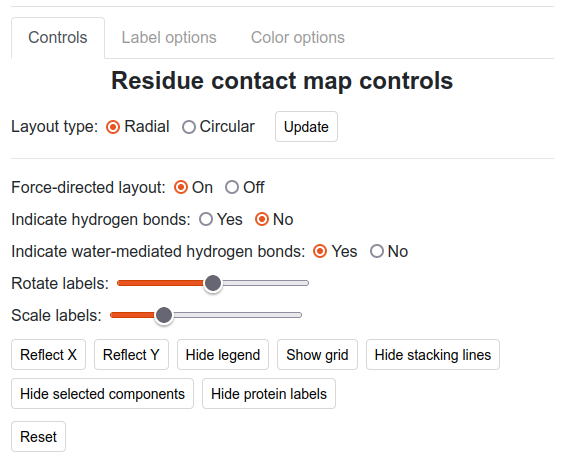 Controls Label options Color options
Residue contact map controls
Layout type: Radial Circular Update
Force-directed layout: On Off
Indicate hydrogen bonds: Yes No
Indicate water-mediated hydrogen bonds: Yes No
Rotate labels:
Scale labels:
Reflect X Reflect Y Hide legend Show grid Hide stacking lines
Hide selected components Hide protein labels
Reset